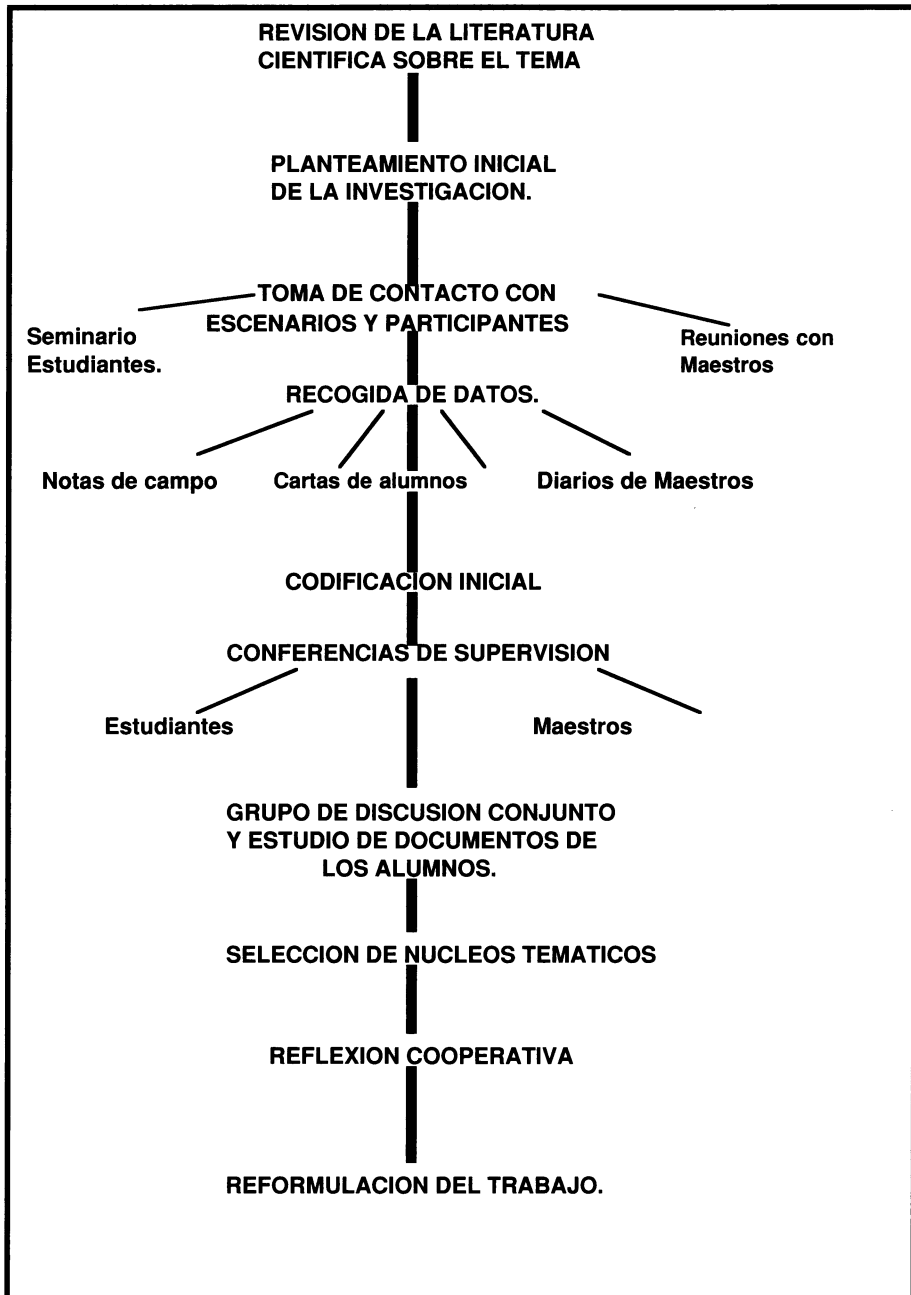 REVISION DE LA LITERATURA
CIENTIFICA SOBRE EL TEMA
PLANTEAMIENTO INICIAL
DE LA INVESTIGACION.
TOMA DE CONTACTO CON
ESCENARIOS Y PARTICIPANTES
Seminario
Estudiantes.
Reuniones con
Maestros
RECOGIDA DE DATOS.
Notas de campo
Cartas de alumnos
Diarios de Maestros
CODIFICACION INICIAL
CONFERENCIAS DE SUPERVISION
Estudiantes
Maestros
GRUPO DE DISCUSION CONJUNTO
Y ESTUDIO DE DOCUMENTOS DE
LOS ALUMNOS.
SELECCION DE NUCLEOS TEMATICOS
REFLEXION COOPERATIVA
REFORMULACION DEL TRABAJO.